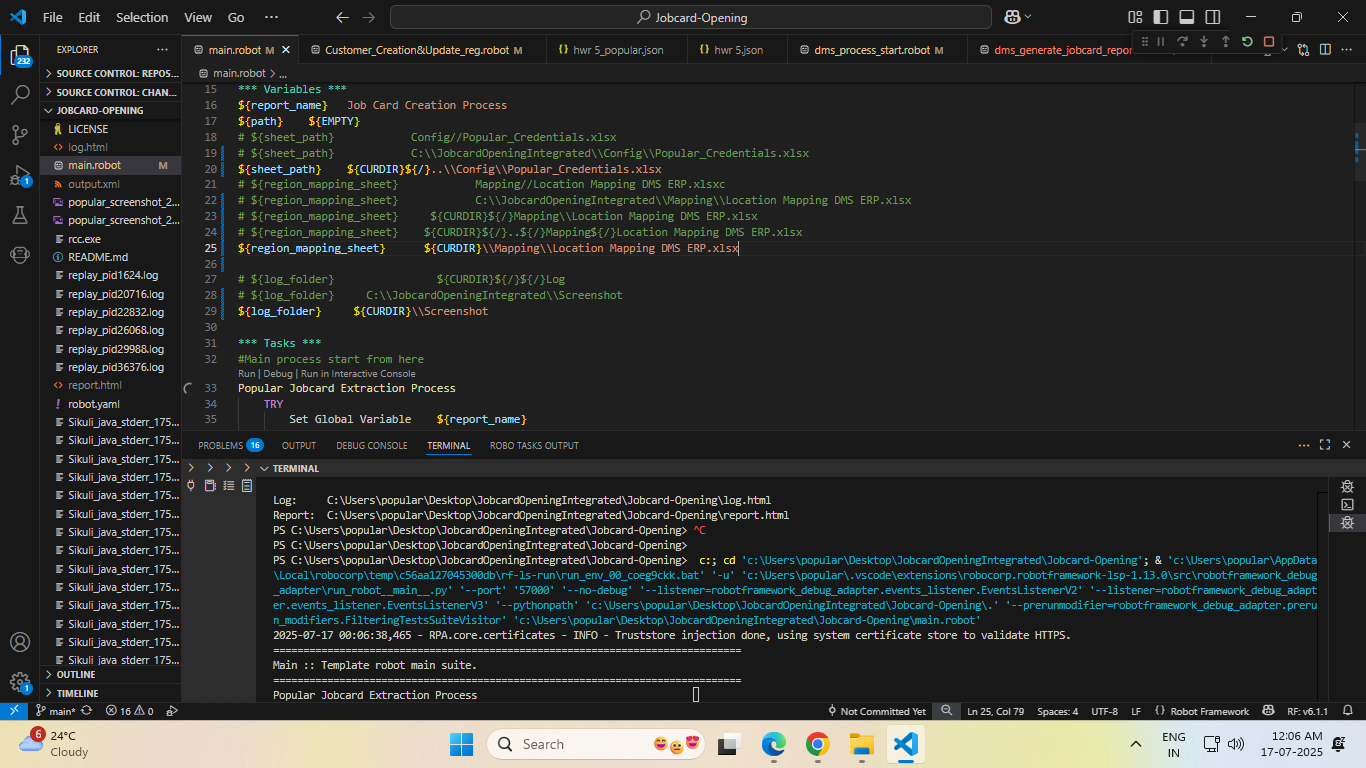 File Edit Selection View Go ··· Jobcard-Opening
EXPLORER ···
232
SOURCE CONTROL: REPOS...
SOURCE CONTROL: CHAN...
JOBCARD-OPENING
LICENSE
log.html
main.robot M
output.xml
popular_screenshot_2...
popular_screenshot_2...
rcc.exe
README.md
replay_pid1624.log
replay_pid20716.log
replay_pid22832.log
replay_pid26068.log
replay_pid29988.log
replay_pid36376.log
report.html
robot.yaml
Sikuli_java_stderr_175...
Sikuli_java_stderr_175...
Sikuli_java_stderr_175...
Sikuli_java_stderr_175...
Sikuli_java_stderr_175...
Sikuli_java_stderr_175...
Sikuli_java_stderr_175...
Sikuli_java_stderr_175...
Sikuli_java_stderr_175...
Sikuli_java_stderr_175...
Sikuli_java_stderr_175...
Sikuli_java_stderr_175...
Sikuli_java_stderr_175...
Sikuli java stderr 175...
OUTLINE
TIMELINE
1
1
main.robot M Customer_Creation&Update_reg.robot M hwr 5_popular.json hwr 5.json dms_process_start.robot M dms_generate_jobcard_repor
main.robot > ...
15 *** Variables ***
16 ${report_name} Job Card Creation Process
17 ${path} ${EMPTY}
18 # ${sheet_path} Config//Popular_Credentials.xlsx
19 # ${sheet_path} C:\\JobcardOpeningIntegrated\\Config\\Popular_Credentials.xlsx
20 ${sheet_path} ${CURDIR}${/}..\\Config\\Popular_Credentials.xlsx
21 # ${region_mapping_sheet} Mapping//Location Mapping DMS ERP.xlsxc
22 # ${region_mapping_sheet} C:\\JobcardOpeningIntegrated\\Mapping\\Location Mapping DMS ERP.xlsx
23 # ${region_mapping_sheet} ${CURDIR}${/}Mapping\\Location Mapping DMS ERP.xlsx
24 # ${region_mapping_sheet} ${CURDIR}${/}..${/}Mapping${/}Location Mapping DMS ERP.xlsx
25 ${region_mapping_sheet} ${CURDIR}\\Mapping\\Location Mapping DMS ERP.xlsx
26
27 # ${log_folder} ${CURDIR}${/}${/}Log
28 # ${log_folder} C:\\JobcardOpeningIntegrated\\Screenshot
29 ${log_folder} ${CURDIR}\\Screenshot
30
31 *** Tasks ***
32 #Main process start from here
Run | Debug | Run in Interactive Console
33 Popular Jobcard Extraction Process
34 TRY
35 Set Global Variable ${report_name}
PROBLEMS 16 OUTPUT DEBUG CONSOLE TERMINAL ROBO TASKS OUTPUT
TERMINAL
Log: C:\Users\popular\Desktop\JobcardOpeningIntegrated\Jobcard-Opening\log.html
Report: C:\Users\popular\Desktop\JobcardOpeningIntegrated\Jobcard-Opening\report.html
PS C:\Users\popular\Desktop\JobcardOpeningIntegrated\Jobcard-Opening> ^C
PS C:\Users\popular\Desktop\JobcardOpeningIntegrated\Jobcard-Opening>
PS C:\Users\popular\Desktop\JobcardOpeningIntegrated\Jobcard-Opening> c:; cd 'c:\Users\popular\Desktop\JobcardOpeningIntegrated\Jobcard-Opening'; & 'c:\Users\popular\AppData
\Local\robocorp\temp\c56aa127045300db\rf-ls-run\run_env_00_coeg9ckk.bat' '-u' 'c:\Users\popular\.vscode\extensions\robocorp.robotframework-lsp-1.13.0\src\robotframework_debug
_adapter\run_robot__main__.py' '--port' '57000' '--no-debug' '--listener=robotframework_debug_adapter.events_listener.EventsListenerV2' '--listener=robotframework_debug_adapt
er.events_listener.EventsListenerV3' '--pythonpath' 'c:\Users\popular\Desktop\JobcardOpeningIntegrated\Jobcard-Opening\.' '--prerunmodifier=robotframework_debug_adapter.preru
n_modifiers.FilteringTestsSuiteVisitor' 'c:\Users\popular\Desktop\JobcardOpeningIntegrated\Jobcard-Opening\main.robot'
2025-07-17 00:06:38,465 - RPA.core.certificates - INFO - Truststore injection done, using system certificate store to validate HTTPS.
==============================================================================
Main :: Template robot main suite.
==============================================================================
Popular Jobcard Extraction Process
main* 16 0 Not Committed Yet Ln 25, Col 79 Spaces: 4 UTF-8 LF Robot Framework RF: v6.1.1
6 24°C
Cloudy
Search
ENG
IN
12:06 AM
17-07-2025